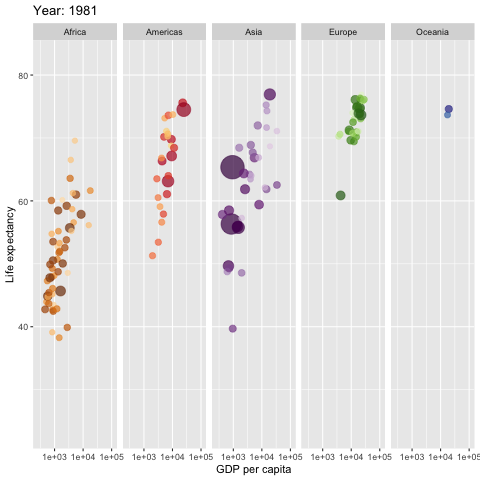 Year: 1981
Africa Americas Asia Europe Oceania
80
60
40
Life expectancy
1e+03 1e+04 1e+05 1e+03 1e+04 1e+05 1e+03 1e+04 1e+05 1e+03 1e+04 1e+05 1e+03 1e+04 1e+05
GDP per capita